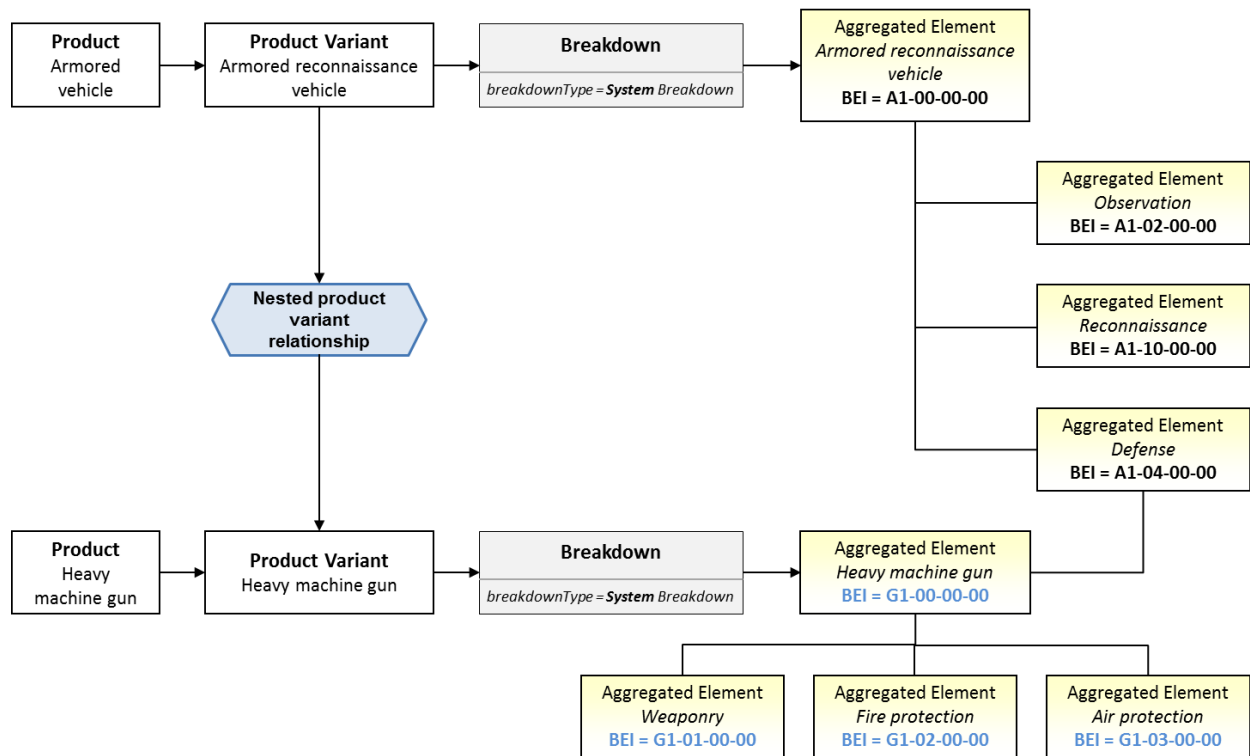 Product
Armored
vehicle
Product Variant
Armored reconnaissance
vehicle
Breakdown
breakdownType = System Breakdown
Aggregated Element
Armored reconnaissance
vehicle
BEI = A1-00-00-00
Aggregated Element
Observation
BEI = A1-02-00-00
Nested product
variant
relationship
Aggregated Element
Reconnaissance
BEI = A1-10-00-00
Aggregated Element
Defense
BEI = A1-04-00-00
Product
Heavy
machine gun
Product Variant
Heavy machine gun
Breakdown
breakdownType = System Breakdown
Aggregated Element
Heavy machine gun
BEI = G1-00-00-00
Aggregated Element
Weaponry
BEI = G1-01-00-00
Aggregated Element
Fire protection
BEI = G1-02-00-00
Aggregated Element
Air protection
BEI = G1-03-00-00